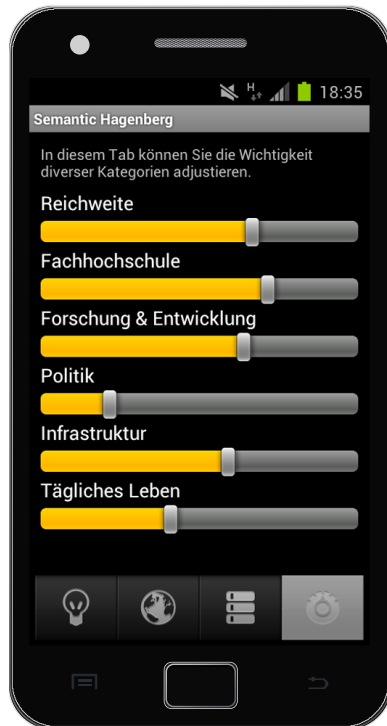 H 18:35
Semantic Hagenberg
In diesem Tab können Sie die Wichtigkeit
diverser Kategorien adjustieren.
Reichweite
Fachhochschule
Forschung & Entwicklung
Politik
Infrastruktur
Tägliches Leben